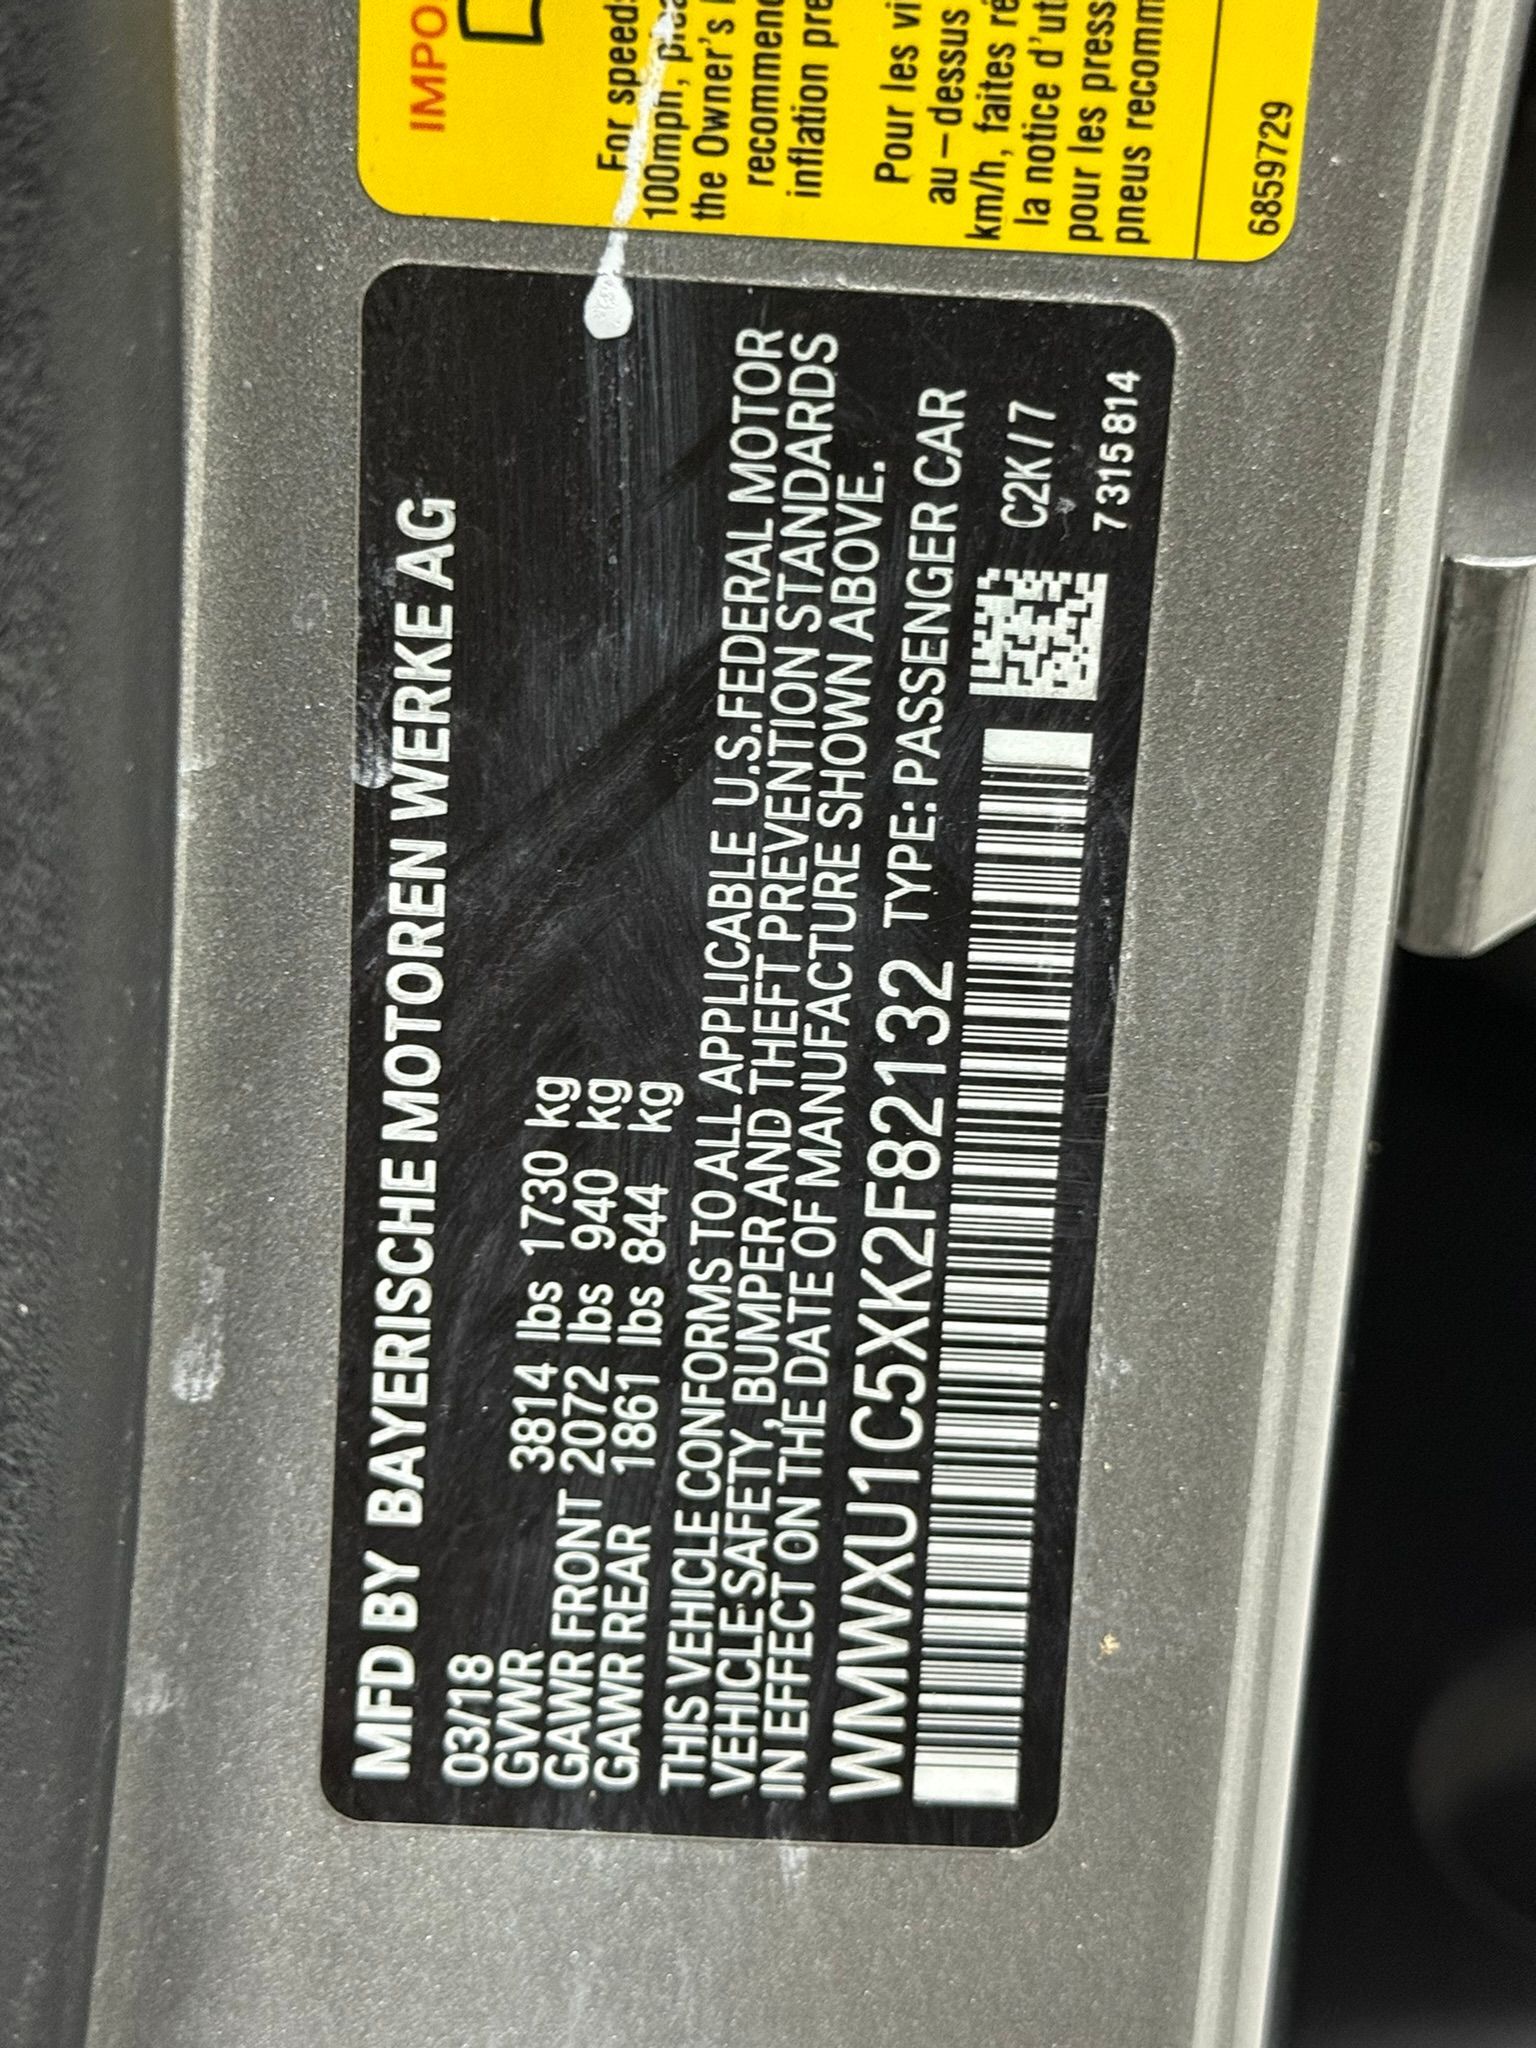 MFD BY BAYERISCHE MOTOREN WERKE AG
03/18
GVWR 3814 lbs 1730 kg
GAWR FRONT 2072 lbs 940 kg
GAWR REAR 1861 lbs 844 kg
THIS VEHICLE CONFORMS TO ALL APPLICABLE U.S.FEDERAL MOTOR
VEHICLE SAFETY, BUMPER AND THEFT PREVENTION STANDARDS
IN EFFECT ON THE DATE OF MANUFACTURE SHOWN ABOVE.
WMWXU1C5XK2F82132 TYPE: PASSENGER CAR
C2K/7
7315814
IMPO
For speeds
100mph, plea
the Owner's
recommend
inflation pre
Pour les vi
au-dessus
km/h, faites ré
la notice d'ut
pour les press
pneus recomm
6859729